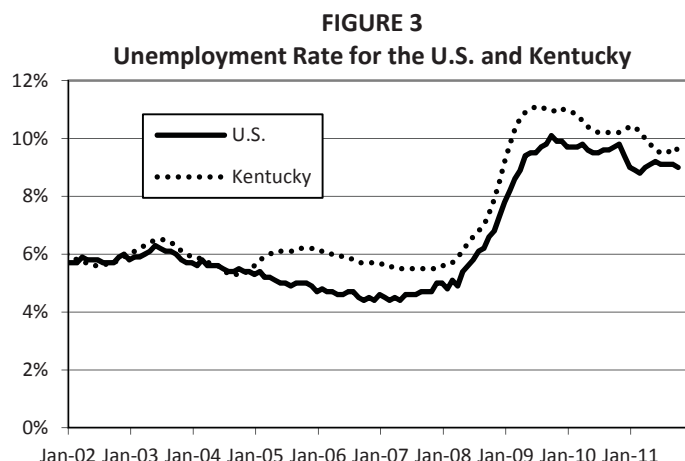 FIGURE 3
Unemployment Rate for the U.S. and Kentucky
12%
U.S.
10%
Kentucky
8%
6%
4%
2%
0%
Jan-02 Jan-03 Jan-04 Jan-05 Jan-06 Jan-07 Jan-08 Jan-09 Jan-10 Jan-11